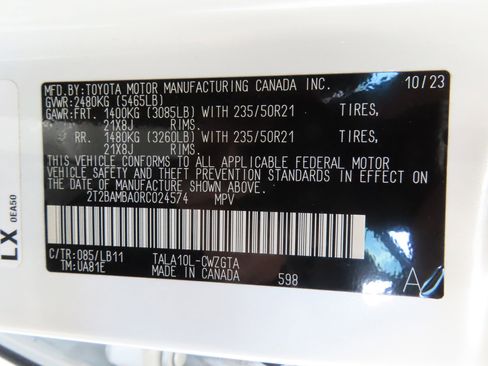 MFD.BY:TOYOTA MOTOR MANUFACTURING CANADA INC. 10/23
GVWR:2480KG (5465LB)
GAWR:FRT. 1400KG (3085LB) WITH 235/50R21 TIRES,
21X8J RIMS.
RR. 1480KG (3260LB) WITH 235/50R21 TIRES,
21X8J RIMS.
THIS VEHICLE CONFORMS TO ALL APPLICABLE FEDERAL MOTOR
VEHICLE SAFETY AND THEFT PREVENTION STANDARDS IN EFFECT
ON THE DATE OF MANUFACTURE SHOWN ABOVE.
2T2BAMBA0RC024574 MPV
C/TR:085/LB11 TALA10L-CWZGTA
TM:UA81E MADE IN CANADA 598 A
LX 0EA50